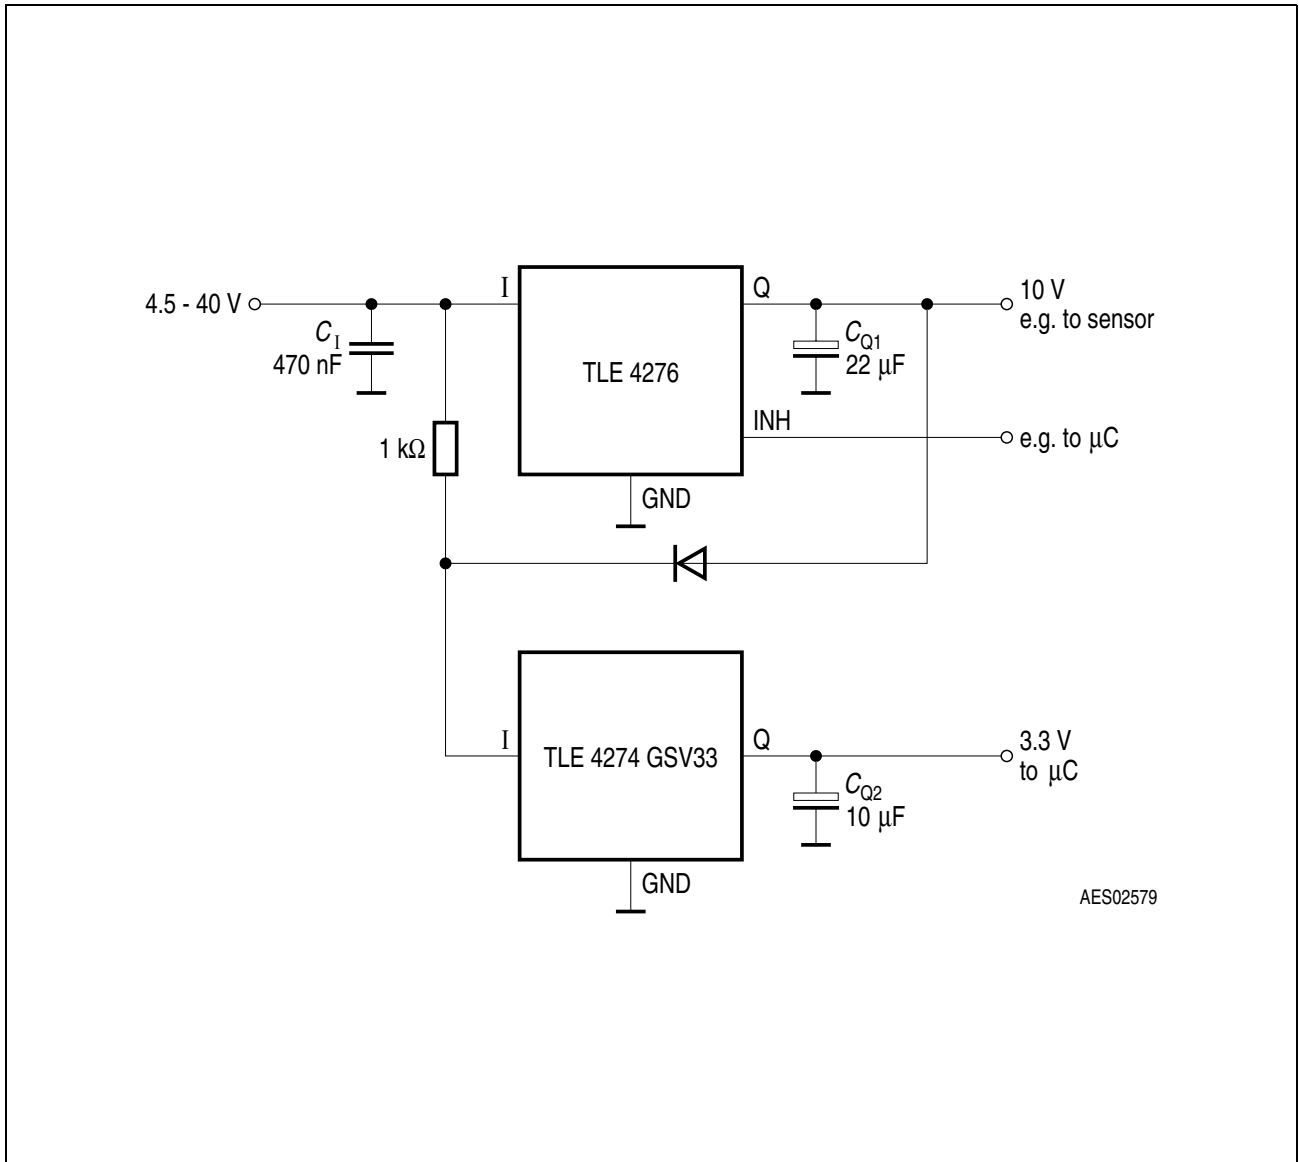 4.5 - 40 V
C_I
470 nF
1 kΩ
I
TLE 4276
Q
INH
GND
C_Q1
22 μF
10 V
e.g. to sensor
e.g. to μC
I
TLE 4274 GSV33
Q
GND
C_Q2
10 μF
3.3 V
to μC
AES02579